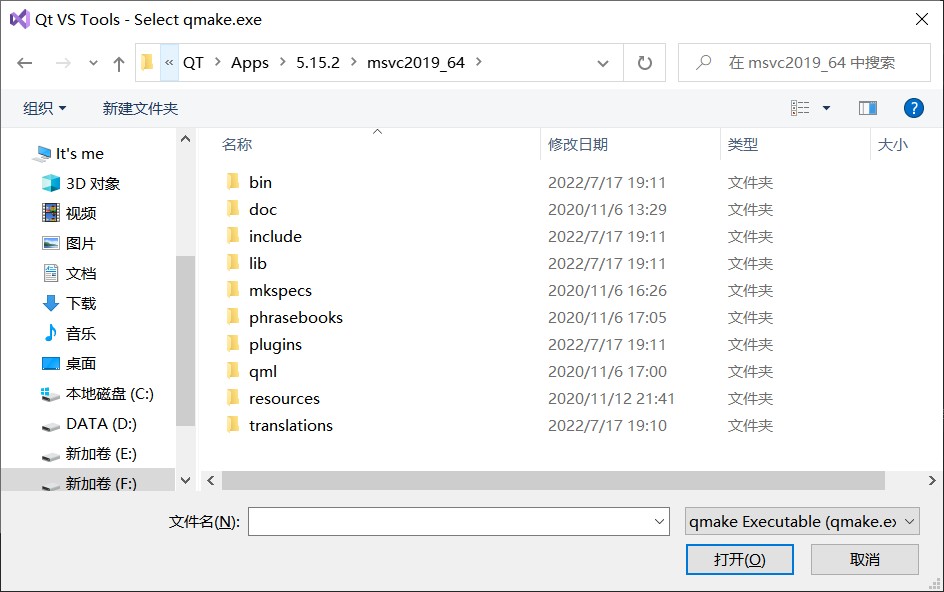 Qt VS Tools - Select qmake.exe
« QT > Apps > 5.15.2 > msvc2019_64 >
在 msvc2019_64 中搜索
组织 新建文件夹
名称 修改日期 类型 大小
It's me
3D 对象
视频
图片
文档
下载
音乐
桌面
本地磁盘 (C:)
DATA (D:)
新加卷 (E:)
新加卷 (F:)
bin 2022/7/17 19:11 文件夹
doc 2020/11/6 13:29 文件夹
include 2022/7/17 19:11 文件夹
lib 2022/7/17 19:11 文件夹
mkspecs 2020/11/6 16:26 文件夹
phrasebooks 2020/11/6 17:05 文件夹
plugins 2022/7/17 19:11 文件夹
qml 2020/11/6 17:00 文件夹
resources 2020/11/12 21:41 文件夹
translations 2022/7/17 19:10 文件夹
文件名(N):
qmake Executable (qmake.ex
打开(O) 取消